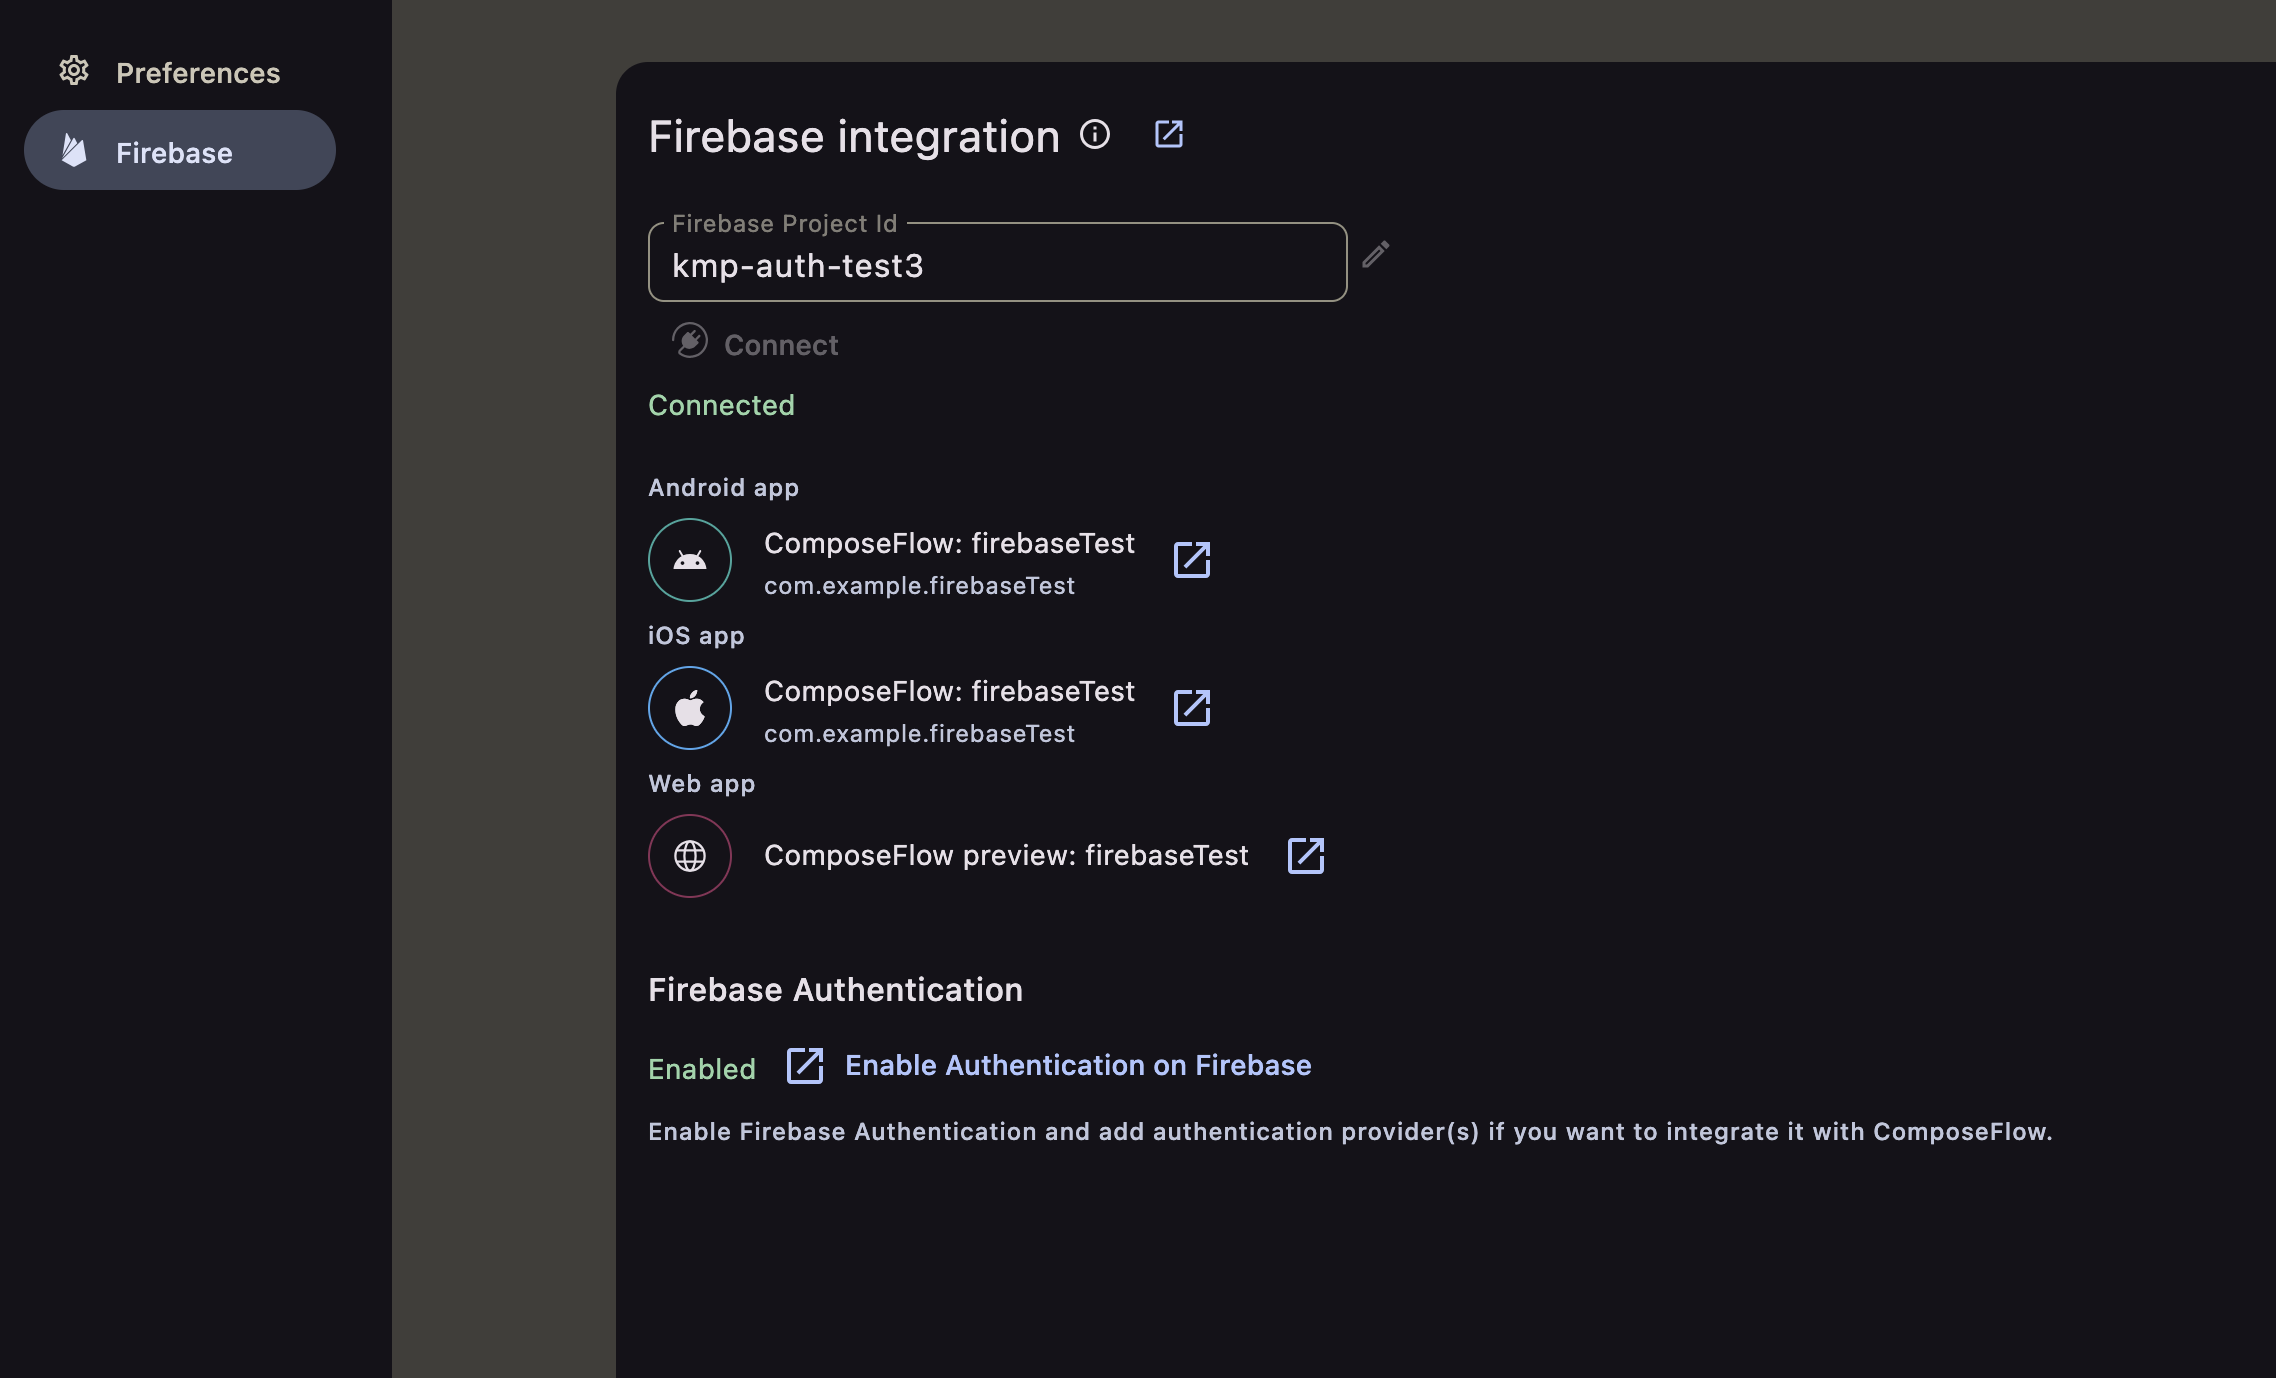 Preferences
Firebase
Firebase integration
Firebase Project Id
kmp-auth-test3
Connect
Connected
Android app
ComposeFlow: firebaseTest
com.example.firebaseTest
iOS app
ComposeFlow: firebaseTest
com.example.firebaseTest
Web app
ComposeFlow preview: firebaseTest
Firebase Authentication
Enabled Enable Authentication on Firebase
Enable Firebase Authentication and add authentication provider(s) if you want to integrate it with ComposeFlow.